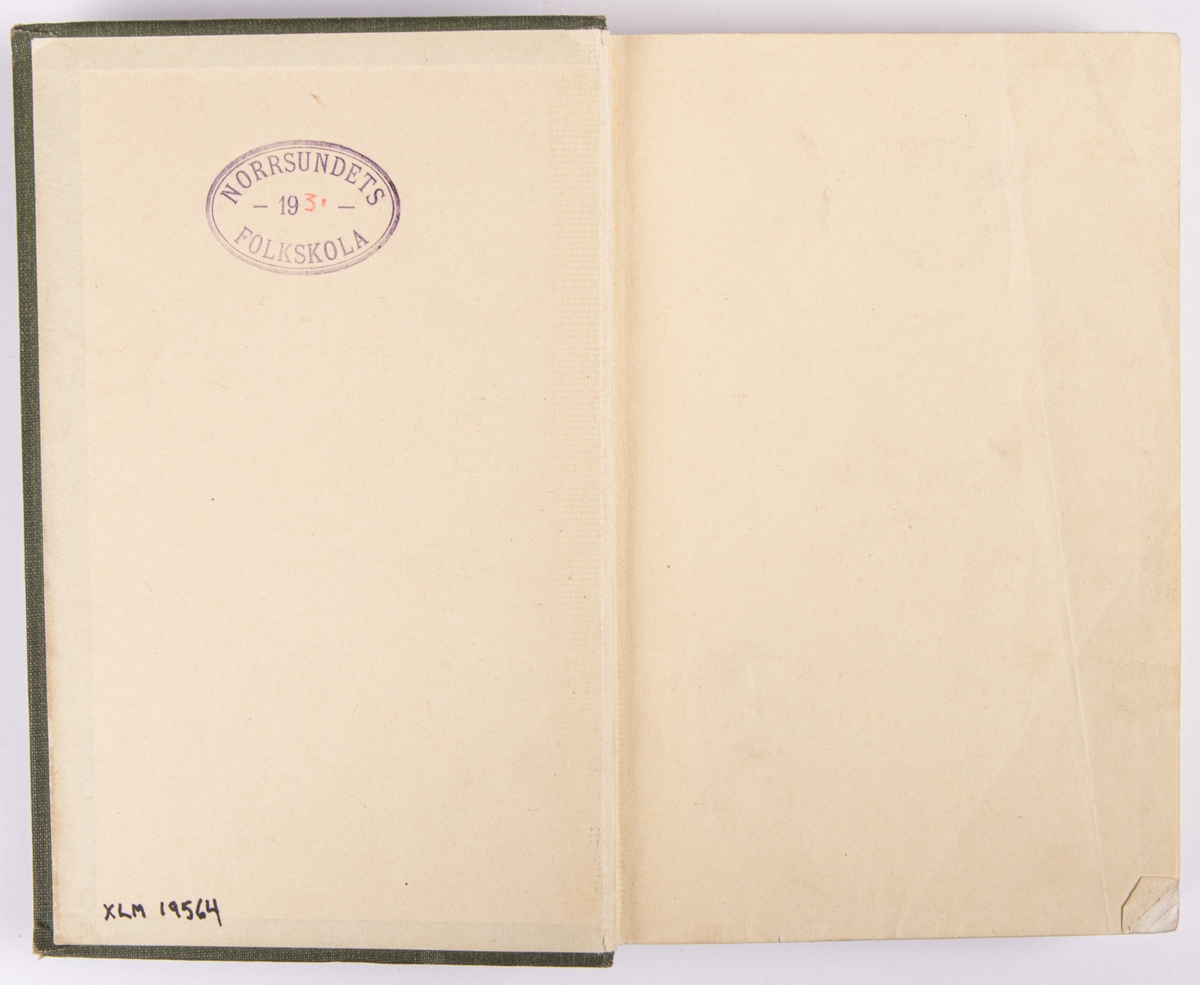 NORRSUNDETS
– 193 –
FOLKSKOLA
XLM 19564